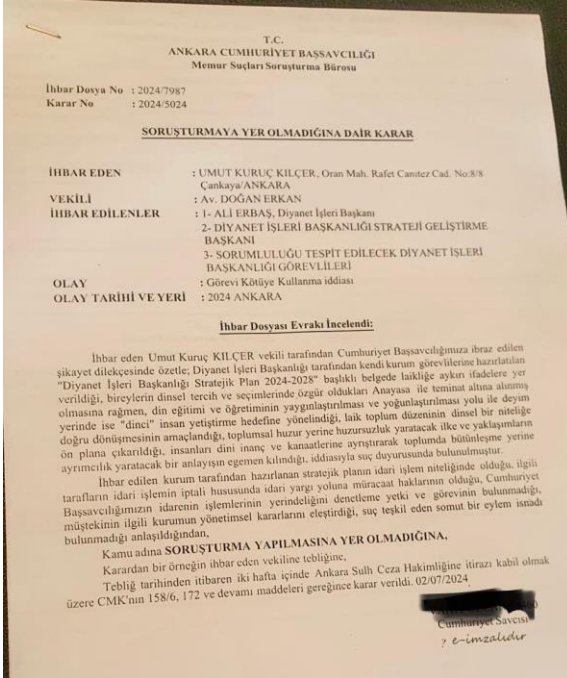 T.C.
ANKARA CUMHURİYET BAŞSAVCILIĞI
Memur Suçları Soruşturma Bürosu
İhbar Dosya No : 2024/7987
Karar No : 2024/5024
SORUŞTURMAYA YER OLMADIĞINA DAİR KARAR
İHBAR EDEN : UMUT KURUÇ KILÇER, Oran Mah. Rafet Canıtez Cad. No:8/8
Çankaya/ANKARA
VEKİLİ : Av. DOĞAN ERKAN
İHBAR EDİLENLER : 1- ALİ ERBAŞ, Diyanet İşleri Başkanı
2- DİYANET İŞLERİ BAŞKANLIĞI STRATEJİ GELİŞTİRME
BAŞKANI
3- SORUMLULUĞU TESPİT EDİLECEK DİYANET İŞLERİ
BAŞKANLIĞI GÖREVLİLERİ
OLAY : Görevi Kötüye Kullanma iddiası
OLAY TARİHİ VE YERİ : 2024 ANKARA
İhbar Dosyası Evrakı İncelendi:
İhbar eden Umut Kuruç KILÇER vekili tarafından Cumhuriyet Başsavcılığımıza ibraz edilen
şikayet dilekçesinde özetle; Diyanet İşleri Başkanlığı tarafından kendi kurum görevlilerine hazırlatılan
"Diyanet İşleri Başkanlığı Stratejik Plan 2024-2028" başlıklı belgede laikliğe aykırı ifadelere yer
verildiği, bireylerin dinsel tercih ve seçimlerinde özgür oldukları Anayasa ile teminat altına alınmış
olmasına rağmen, din eğitimi ve öğretiminin yaygınlaştırılması ve yoğunlaştırılması yolu ile deyim
yerinde ise "dinci" insan yetiştirme hedefine yönelindiği, laik toplum düzeninin dinsel bir niteliğe
doğru dönüşmesinin amaçlandığı, toplumsal huzur yerine huzursuzluk yaratacak ilke ve yaklaşımların
ön plana çıkarıldığı, insanları dini inanç ve kanaatlerine ayrıştırarak toplumda bütünleşme yerine
ayrımcılık yaratacak bir anlayışın egemen kılındığı, iddiasıyla suç duyurusunda bulunulmuştur.
İhbar edilen kurum tarafından hazırlanan stratejik planın idari işlem niteliğinde olduğu, ilgili
tarafların idari işlemin iptali hususunda idari yargı yoluna müracaat haklarının olduğu, Cumhuriyet
Başsavcılığımızın idarenin işlemlerinin yerindeliğini denetleme yetki ve görevinin bulunmadığı,
müştekinin ilgili kurumun yönetimsel kararlarını eleştirdiği, suç teşkil eden somut bir eylem isnadı
bulunmadığı anlaşıldığından,
Kamu adına SORUŞTURMA YAPILMASINA YER OLMADIĞINA,
Karardan bir örneğin ihbar eden vekiline tebliğine,
Tebliğ tarihinden itibaren iki hafta içinde Ankara Sulh Ceza Hakimliğine itirazı kabil olmak
üzere CMK'nın 158/6, 172 ve devamı maddeleri gereğince karar verildi. 02/07/2024
Cumhuriyet Savcısı
e-imzalıdır